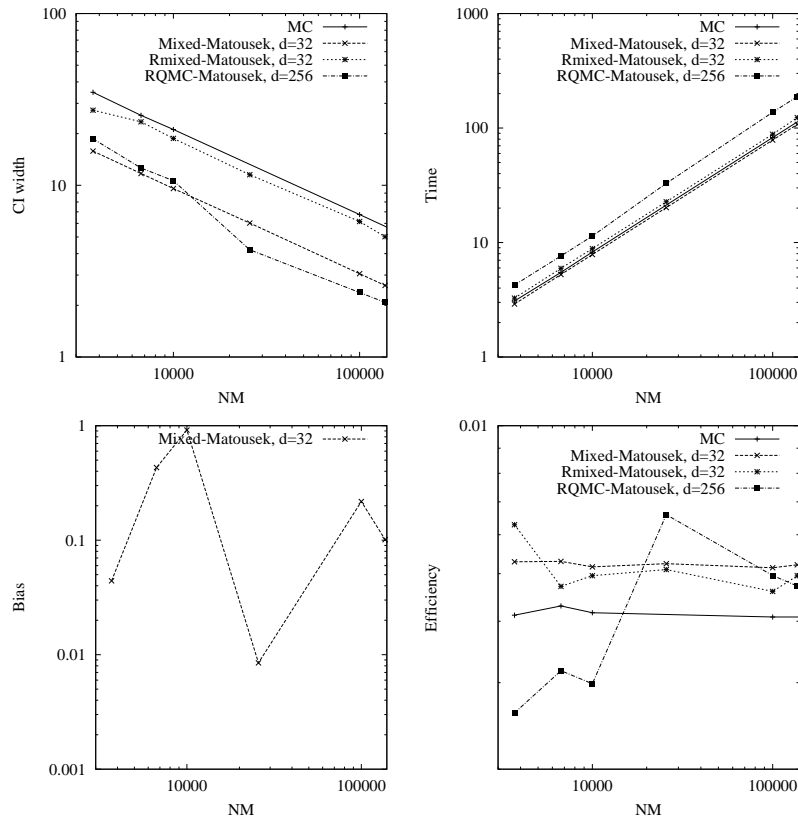 100
10
1
10000
100000
NM
CI width
MC
Mixed-Matousek, d=32
Rmixed-Matousek, d=32
RQMC-Matousek, d=256
1000
100
10
1
10000
100000
NM
Time
MC
Mixed-Matousek, d=32
Rmixed-Matousek, d=32
RQMC-Matousek, d=256
1
0.1
0.01
0.001
10000
100000
NM
Bias
Mixed-Matousek, d=32
0.01
10000
100000
NM
Efficiency
MC
Mixed-Matousek, d=32
Rmixed-Matousek, d=32
RQMC-Matousek, d=256